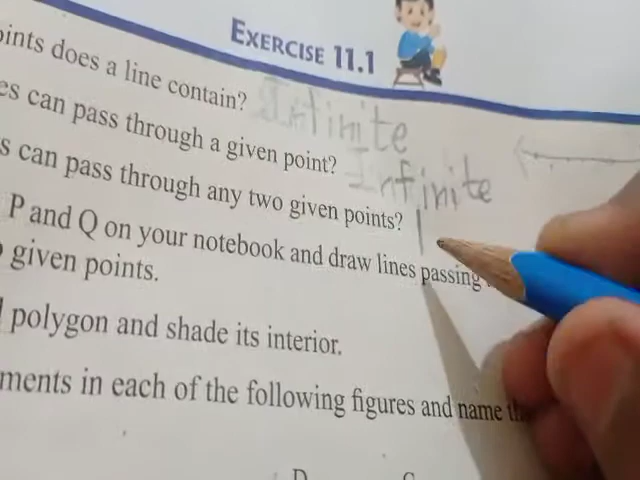 EXERCISE 11.1
oints does a line contain? Infinite
es can pass through a given point? Infinite
s can pass through any two given points? 1
P and Q on your notebook and draw lines passing
given points.
polygon and shade its interior.
ments in each of the following figures and name th
D C